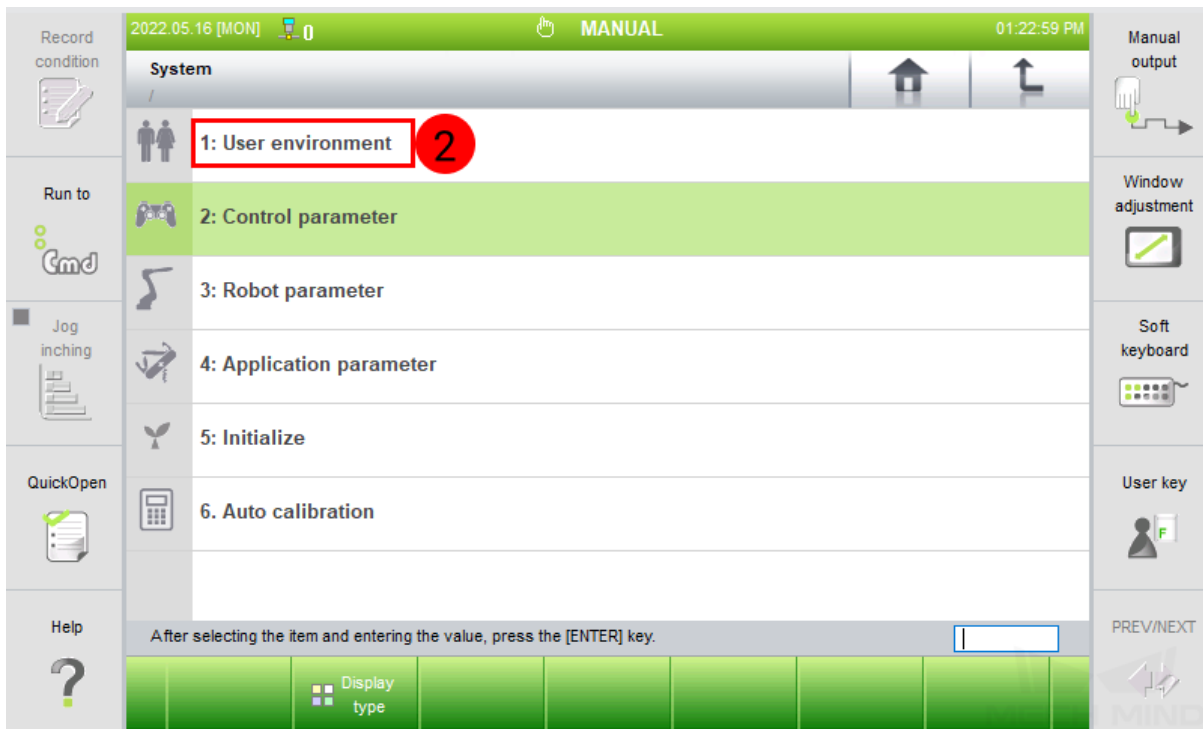 Record
condition
Run to
Cmd
Jog
inching
QuickOpen
Help
2022.05.16 [MON] 0 MANUAL 01:22:59 PM
System
/
1: User environment 2
2: Control parameter
3: Robot parameter
4: Application parameter
5: Initialize
6. Auto calibration
After selecting the item and entering the value, press the [ENTER] key.
Display
type
Manual
output
Window
adjustment
Soft
keyboard
User key
F
PREV/NEXT
MECH MIND